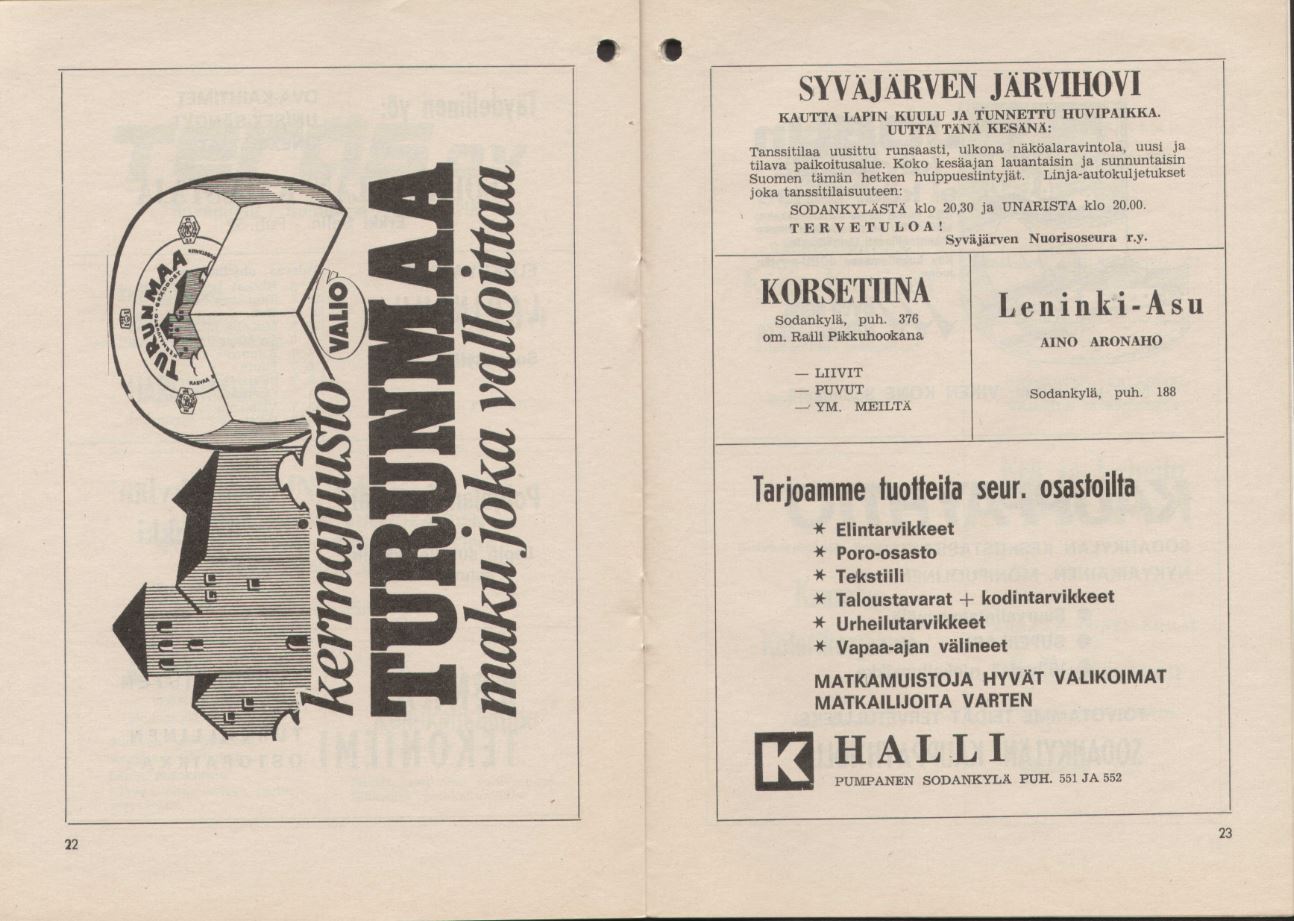 TURUNMAA
VALIO
kermajuusto
TURUNMAA
maku joka valloittaa
22
SYVÄJÄRVEN JÄRVIHOVI
KAUTTA LAPIN KUULU JA TUNNETTU HUVIPAIKKA.
UUTTA TÄNÄ KESÄNÄ:
Tanssitilaa uusittu runsaasti, ulkona näköalaravintola, uusi ja
tilava paikoitusalue. Koko kesäajan lauantaisin ja sunnuntaisin
Suomen tämän hetken huippuesiintyjät. Linja-autokuljetukset
joka tanssitilaisuuteen:
SODANKYLÄSTÄ klo 20,30 ja UNARISTA klo 20.00.
TERVETULOA!
Syväjärven Nuorisoseura r.y.
KORSETIINA
Sodankylä, puh. 376
om. Raili Pikkuhookana
— LIIVIT
— PUVUT
— YM. MEILTÄ
Leninki-Asu
AINO ARONAHO
Sodankylä, puh. 188
Tarjoamme tuotteita seur. osastoilta
* Elintarvikkeet
* Poro-osasto
* Tekstiili
* Taloustavarat + kodintarvikkeet
* Urheilutarvikkeet
* Vapaa-ajan välineet
MATKAMUISTOJA HYVÄT VALIKOIMAT
MATKAILIJOITA VARTEN
K HALLI
PUMPANEN SODANKYLÄ PUH. 551 JA 552
23